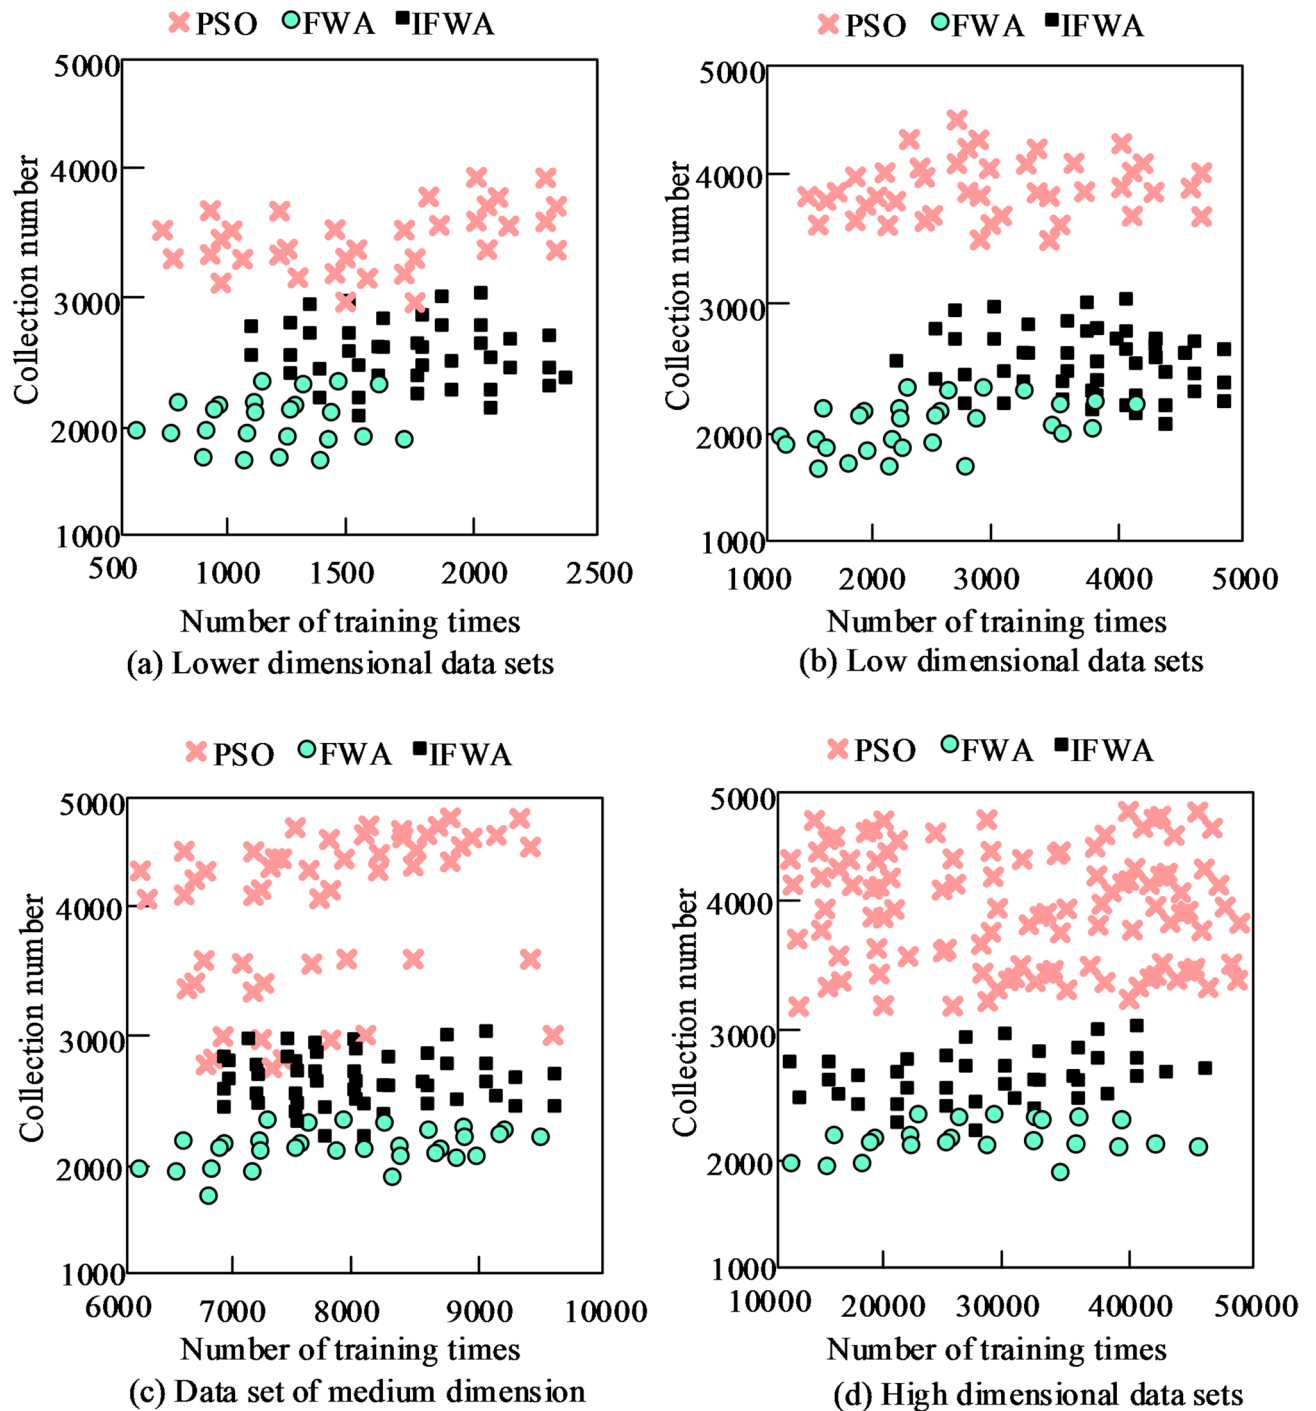 PSO FWA IFWA
5000
4000
3000
2000
1000
Collection number
500 1000 1500 2000 2500
Number of training times
(a) Lower dimensional data sets
PSO FWA IFWA
5000
4000
3000
2000
1000
Collection number
1000 2000 3000 4000 5000
Number of training times
(b) Low dimensional data sets
PSO FWA IFWA
5000
4000
3000
2000
1000
Collection number
6000 7000 8000 9000 10000
Number of training times
(c) Data set of medium dimension
PSO FWA IFWA
5000
4000
3000
2000
1000
Collection number
10000 20000 30000 40000 50000
Number of training times
(d) High dimensional data sets